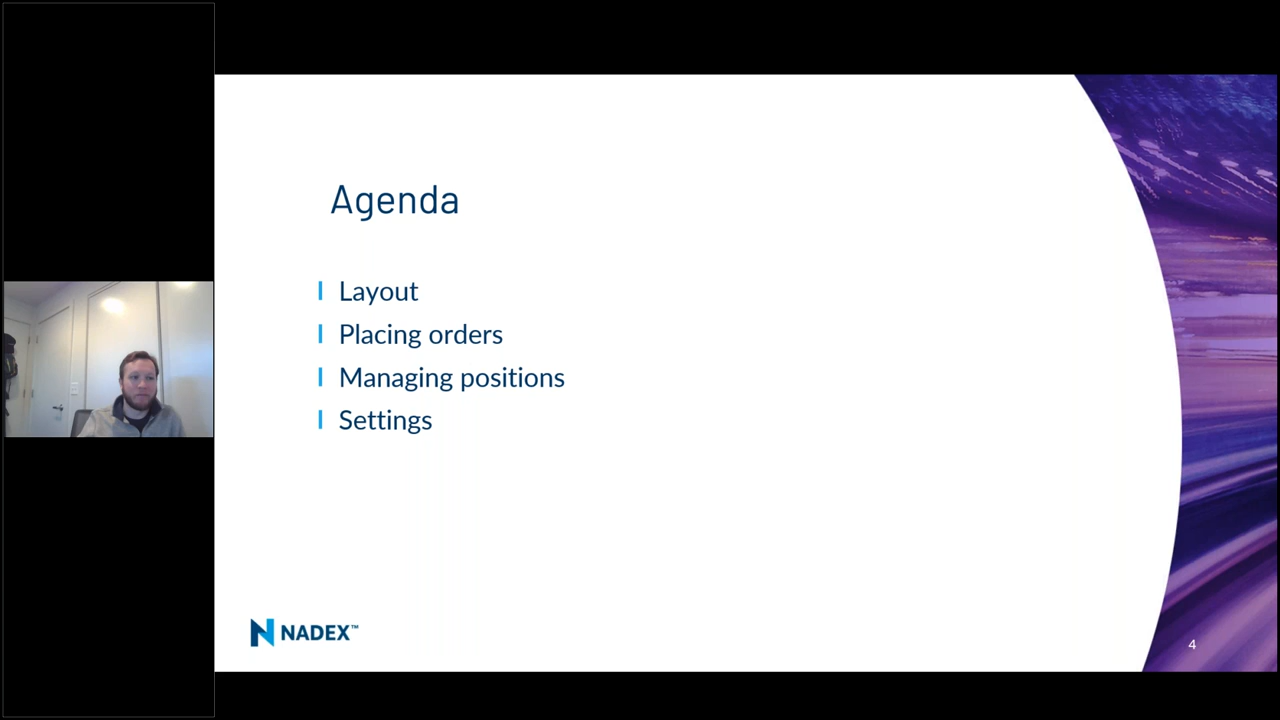 Agenda
Layout
Placing orders
Managing positions
Settings
NADEX™
4